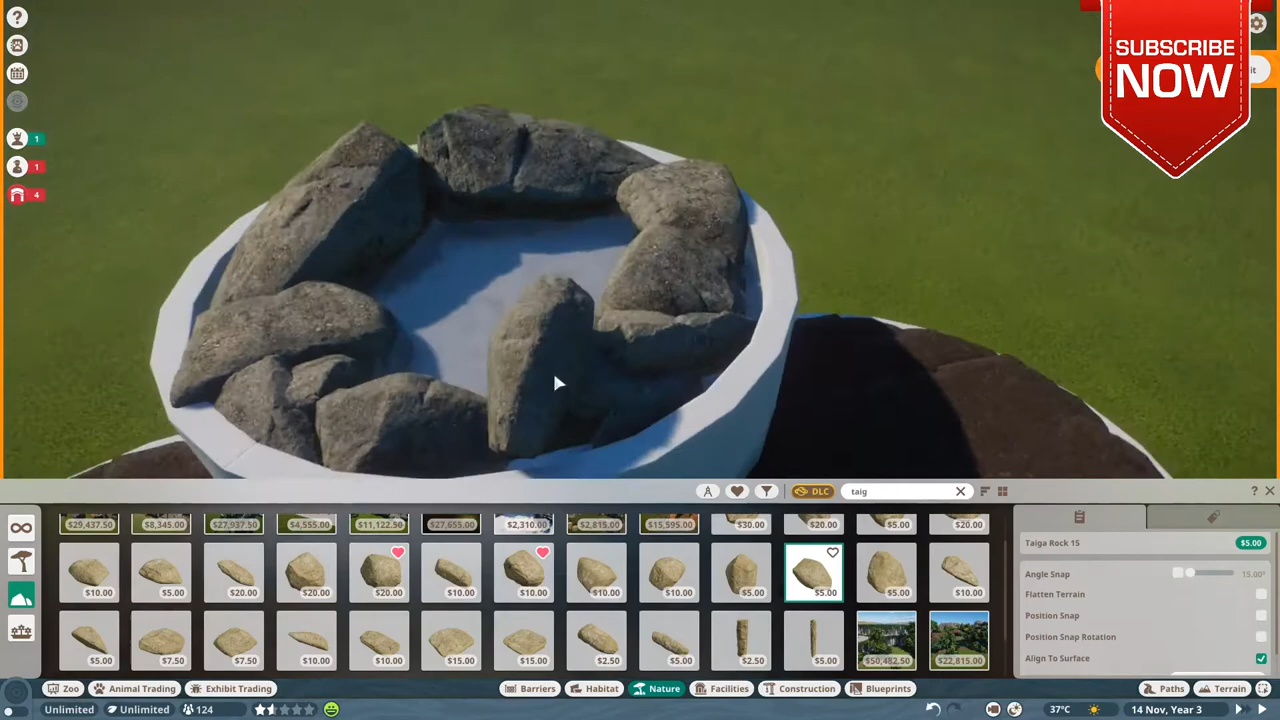 ?
1
1
4
SUBSCRIBE
NOW
it
A
DLC
taig
?
$29,437.50
$8,345.00
$27,937.50
$4,555.00
$11,122.50
$27,655.00
$2,310.00
$2,815.00
$15,595.00
$30.00
$20.00
$5.00
$20.00
$10.00
$5.00
$20.00
$20.00
$20.00
$10.00
$10.00
$10.00
$10.00
$5.00
$5.00
$5.00
$10.00
$5.00
$7.50
$7.50
$10.00
$10.00
$15.00
$15.00
$2.50
$5.00
$2.50
$5.00
$50,482.50
$22,815.00
Taiga Rock 15
$5.00
Angle Snap
15.00°
Flatten Terrain
Position Snap
Position Snap Rotation
Align To Surface
Zoo
Animal Trading
Exhibit Trading
Barriers
Habitat
Nature
Facilities
Construction
Blueprints
Paths
Terrain
Unlimited
Unlimited
124
37°C
14 Nov, Year 3